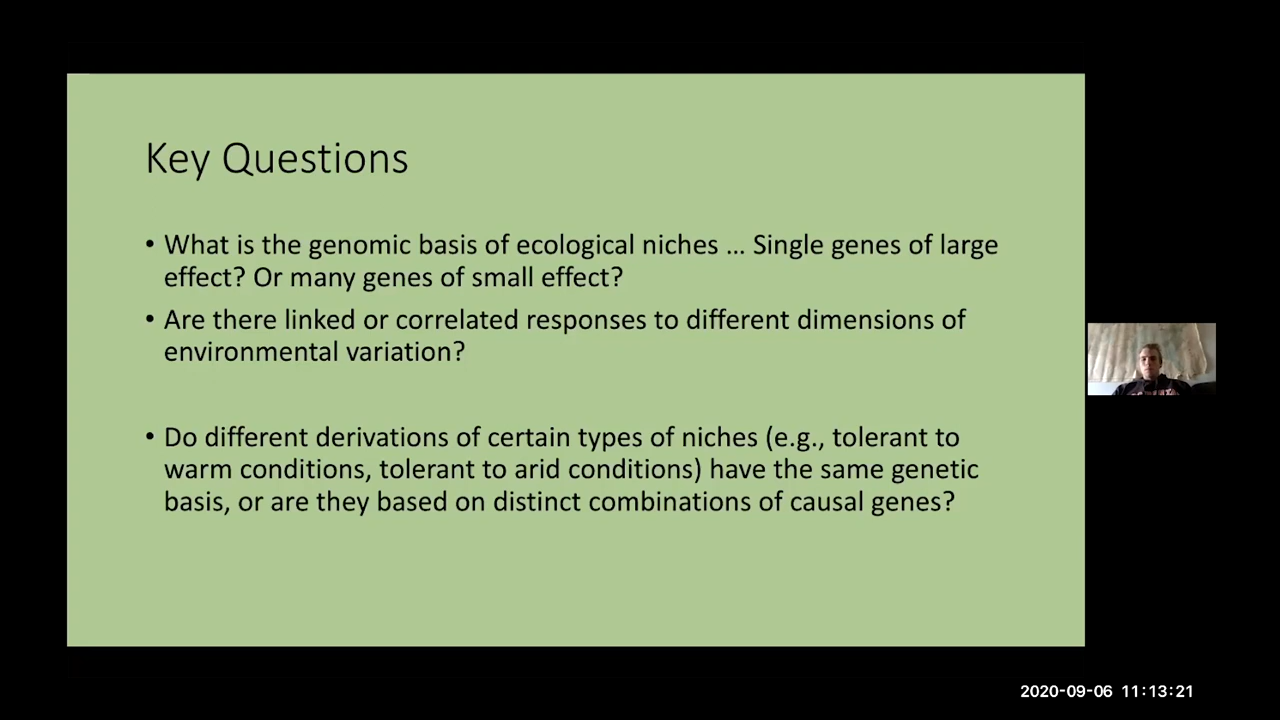 Key Questions
• What is the genomic basis of ecological niches ... Single genes of large
effect? Or many genes of small effect?
• Are there linked or correlated responses to different dimensions of
environmental variation?
• Do different derivations of certain types of niches (e.g., tolerant to
warm conditions, tolerant to arid conditions) have the same genetic
basis, or are they based on distinct combinations of causal genes?
2020-09-06 11:13:21